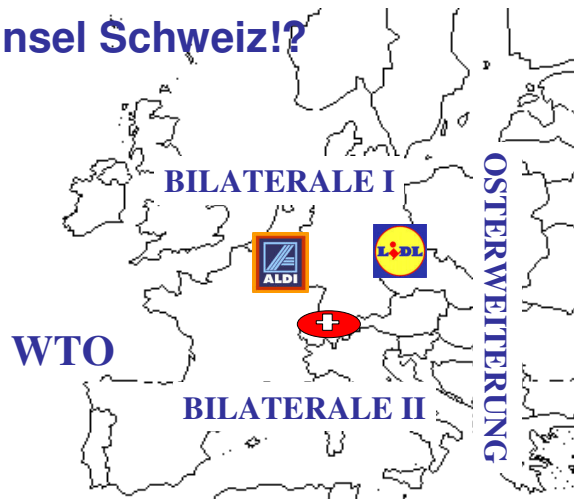 nsel Schweiz!?
BILATERALE I
OSTERWEITERUNG
ALDI
LIDL
WTO
BILATERALE II